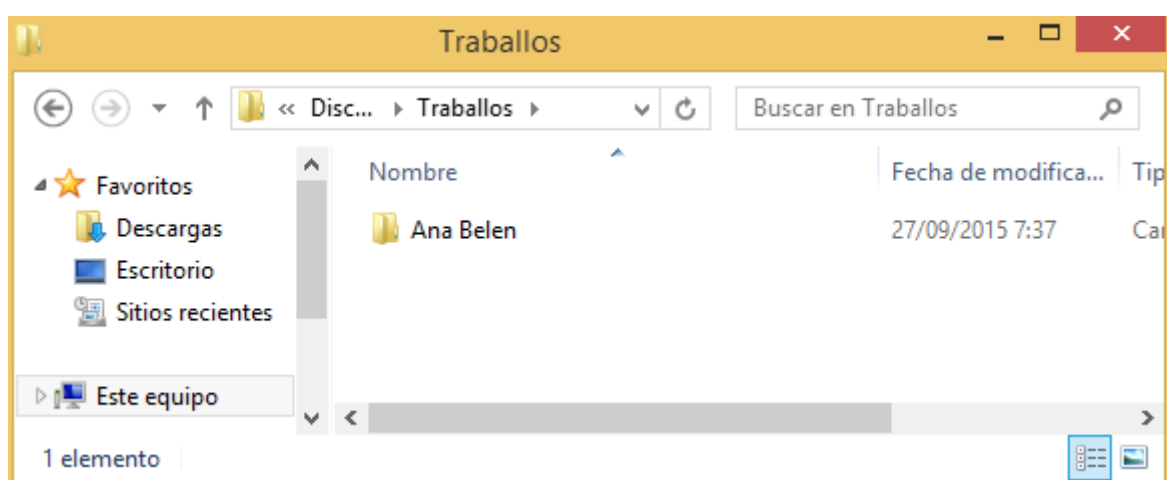 Traballos
« Disc... Traballos
Buscar en Traballos
Favoritos
Descargas
Escritorio
Sitios recientes
Este equipo
Nombre
Fecha de modifica...
Tip
Ana Belen
27/09/2015 7:37
Car
1 elemento